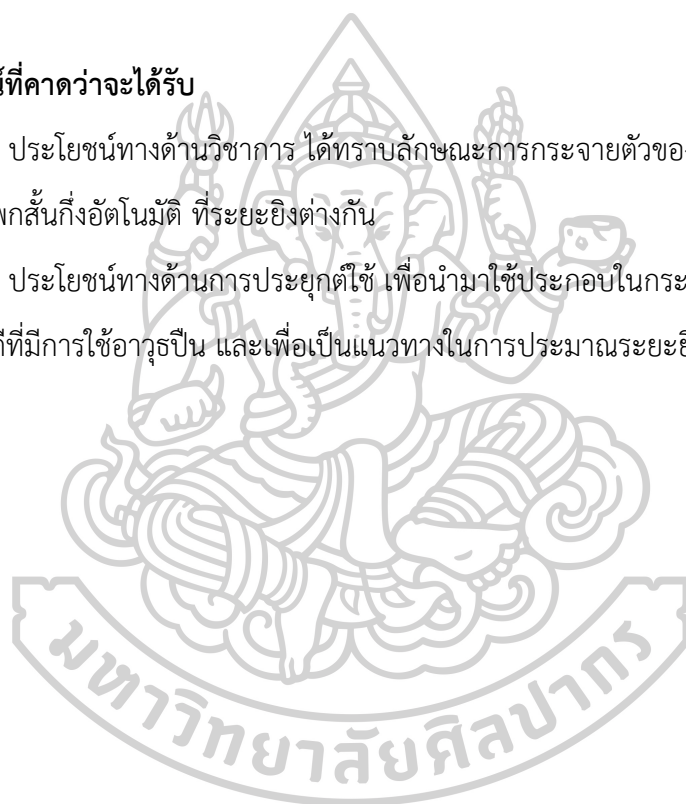 ที่คาดว่าจะได้รับ
ประโยชน์ทางด้านวิชาการ ได้ทราบลักษณะการกระจายตัวของ
พกสั้นกึ่งอัตโนมัติ ที่ระยะยิงต่างกัน
ประโยชน์ทางด้านการประยุกต์ใช้ เพื่อนำมาใช้ประกอบในกระ
ที่มีการใช้อาวุธปืน และเพื่อเป็นแนวทางในการประมาณระยะยิ
มหาวิทยาลัยศิลปากร